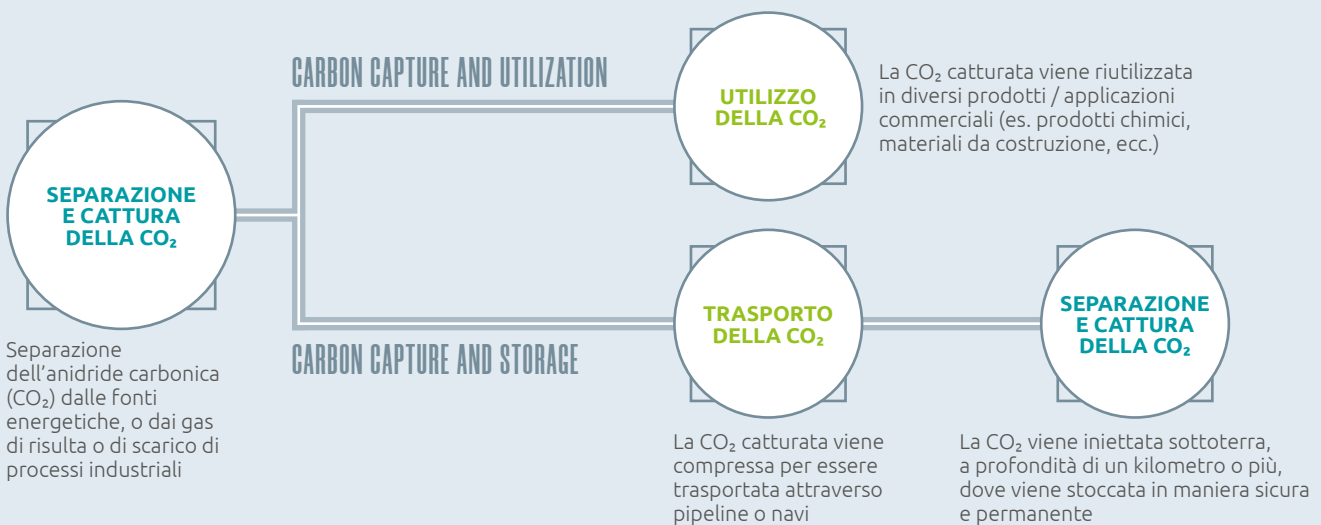 CARBON CAPTURE AND UTILIZATION
SEPARAZIONE
E CATTURA
DELLA CO₂
Separazione
dell'anidride carbonica
(CO₂) dalle fonti
energetiche, o dai gas
di risulta o di scarico di
processi industriali
UTILIZZO
DELLA CO₂
La CO₂ catturata viene riutilizzata
in diversi prodotti / applicazioni
commerciali (es. prodotti chimici,
materiali da costruzione, ecc.)
CARBON CAPTURE AND STORAGE
TRASPORTO
DELLA CO₂
La CO₂ catturata viene
compressa per essere
trasportata attraverso
pipeline o navi
SEPARAZIONE
E CATTURA
DELLA CO₂
La CO₂ viene iniettata sottoterra,
a profondità di un kilometro o più,
dove viene stoccata in maniera sicura
e permanente